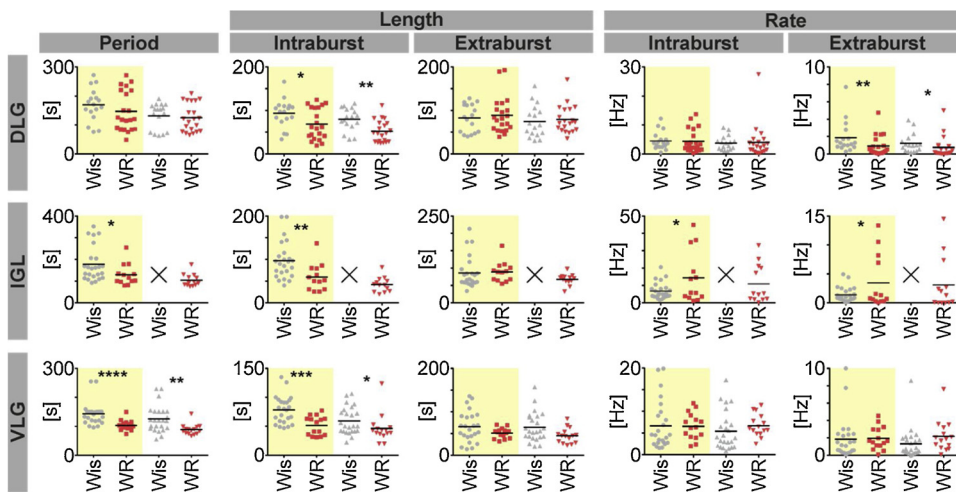 Length Rate
Period Intraburst Extraburst Intraburst Extraburst
DLG
300 200 200 30 10
[s] [s] [s] [Hz] [Hz]
* ** ** *
0 0 0 0 0
Wis WR Wis WR Wis WR Wis WR Wis WR Wis WR Wis WR Wis WR Wis WR Wis WR
IGL
400 200 250 50 15
[s] [s] [s] [Hz] [Hz]
* ** * *
0 0 0 0 0
Wis WR Wis WR Wis WR Wis WR Wis WR Wis WR Wis WR Wis WR Wis WR Wis WR
VLG
300 150 200 20 10
[s] [s] [s] [Hz] [Hz]
**** ** *** *
0 0 0 0 0
Wis WR Wis WR Wis WR Wis WR Wis WR Wis WR Wis WR Wis WR Wis WR Wis WR